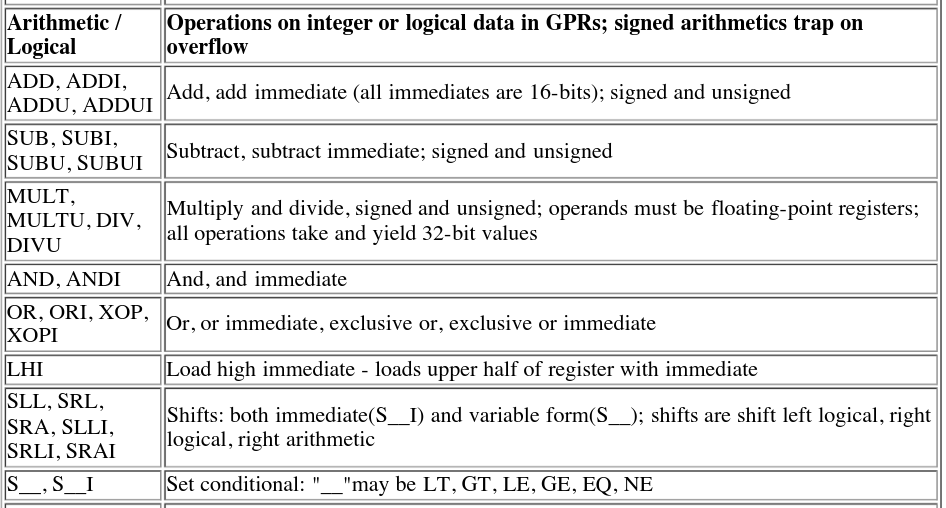 Arithmetic /
Logical
Operations on integer or logical data in GPRs; signed arithmetics trap on
overflow
ADD, ADDI,
ADDU, ADDUI
Add, add immediate (all immediates are 16-bits); signed and unsigned
SUB, SUBI,
SUBU, SUBUI
Subtract, subtract immediate; signed and unsigned
MULT,
MULTU, DIV,
DIVU
Multiply and divide, signed and unsigned; operands must be floating-point registers;
all operations take and yield 32-bit values
AND, ANDI
And, and immediate
OR, ORI, XOP,
XOPI
Or, or immediate, exclusive or, exclusive or immediate
LHI
Load high immediate - loads upper half of register with immediate
SLL, SRL,
SRA, SLLI,
SRLI, SRAI
Shifts: both immediate(S__I) and variable form(S__); shifts are shift left logical, right
logical, right arithmetic
S__, S__I
Set conditional: "__"may be LT, GT, LE, GE, EQ, NE